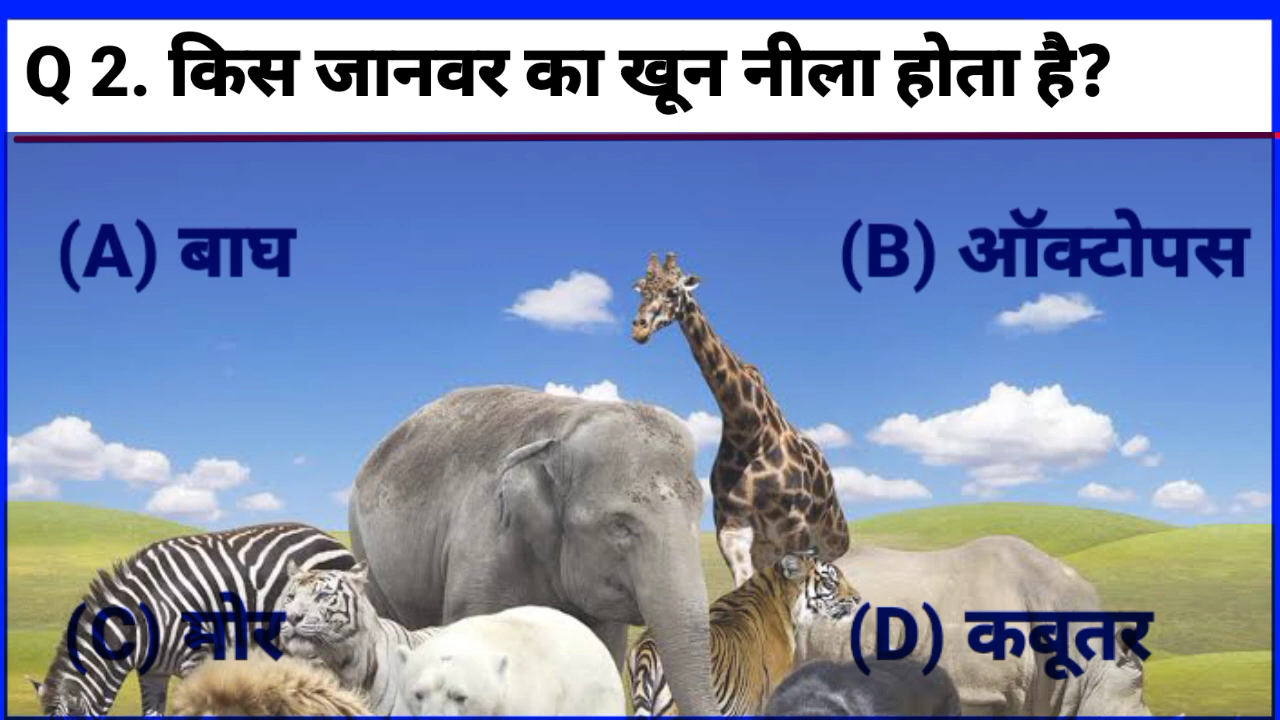 Q 2. किस जानवर का खून नीला होता है?
(A) बाघ
(B) ऑक्टोपस
(C) मोर
(D) कबूतर